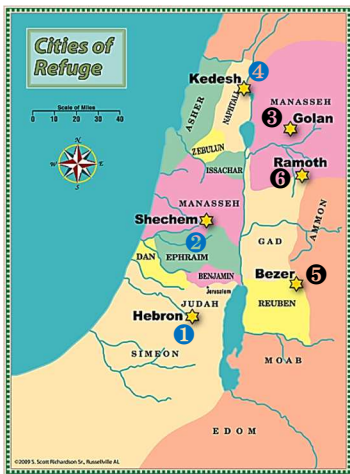 Cities of
Refuge
Scale of Miles
0 10 20 30 40
N
W E
S
Kedesh
4
ASHER
NAPHTALI
MANASSEH
3
Golan
ZEBULUN
ISSACHAR
Ramoth
6
MANASSEH
Shechem
2
EPHRAIM
DAN
GAD
AMMON
BENJAMIN
Jerusalem
Bezer
5
REUBEN
JUDAH
Hebron
1
SIMEON
MOAB
EDOM
©2009 S. Scott Richardson Sr., Russellville AL